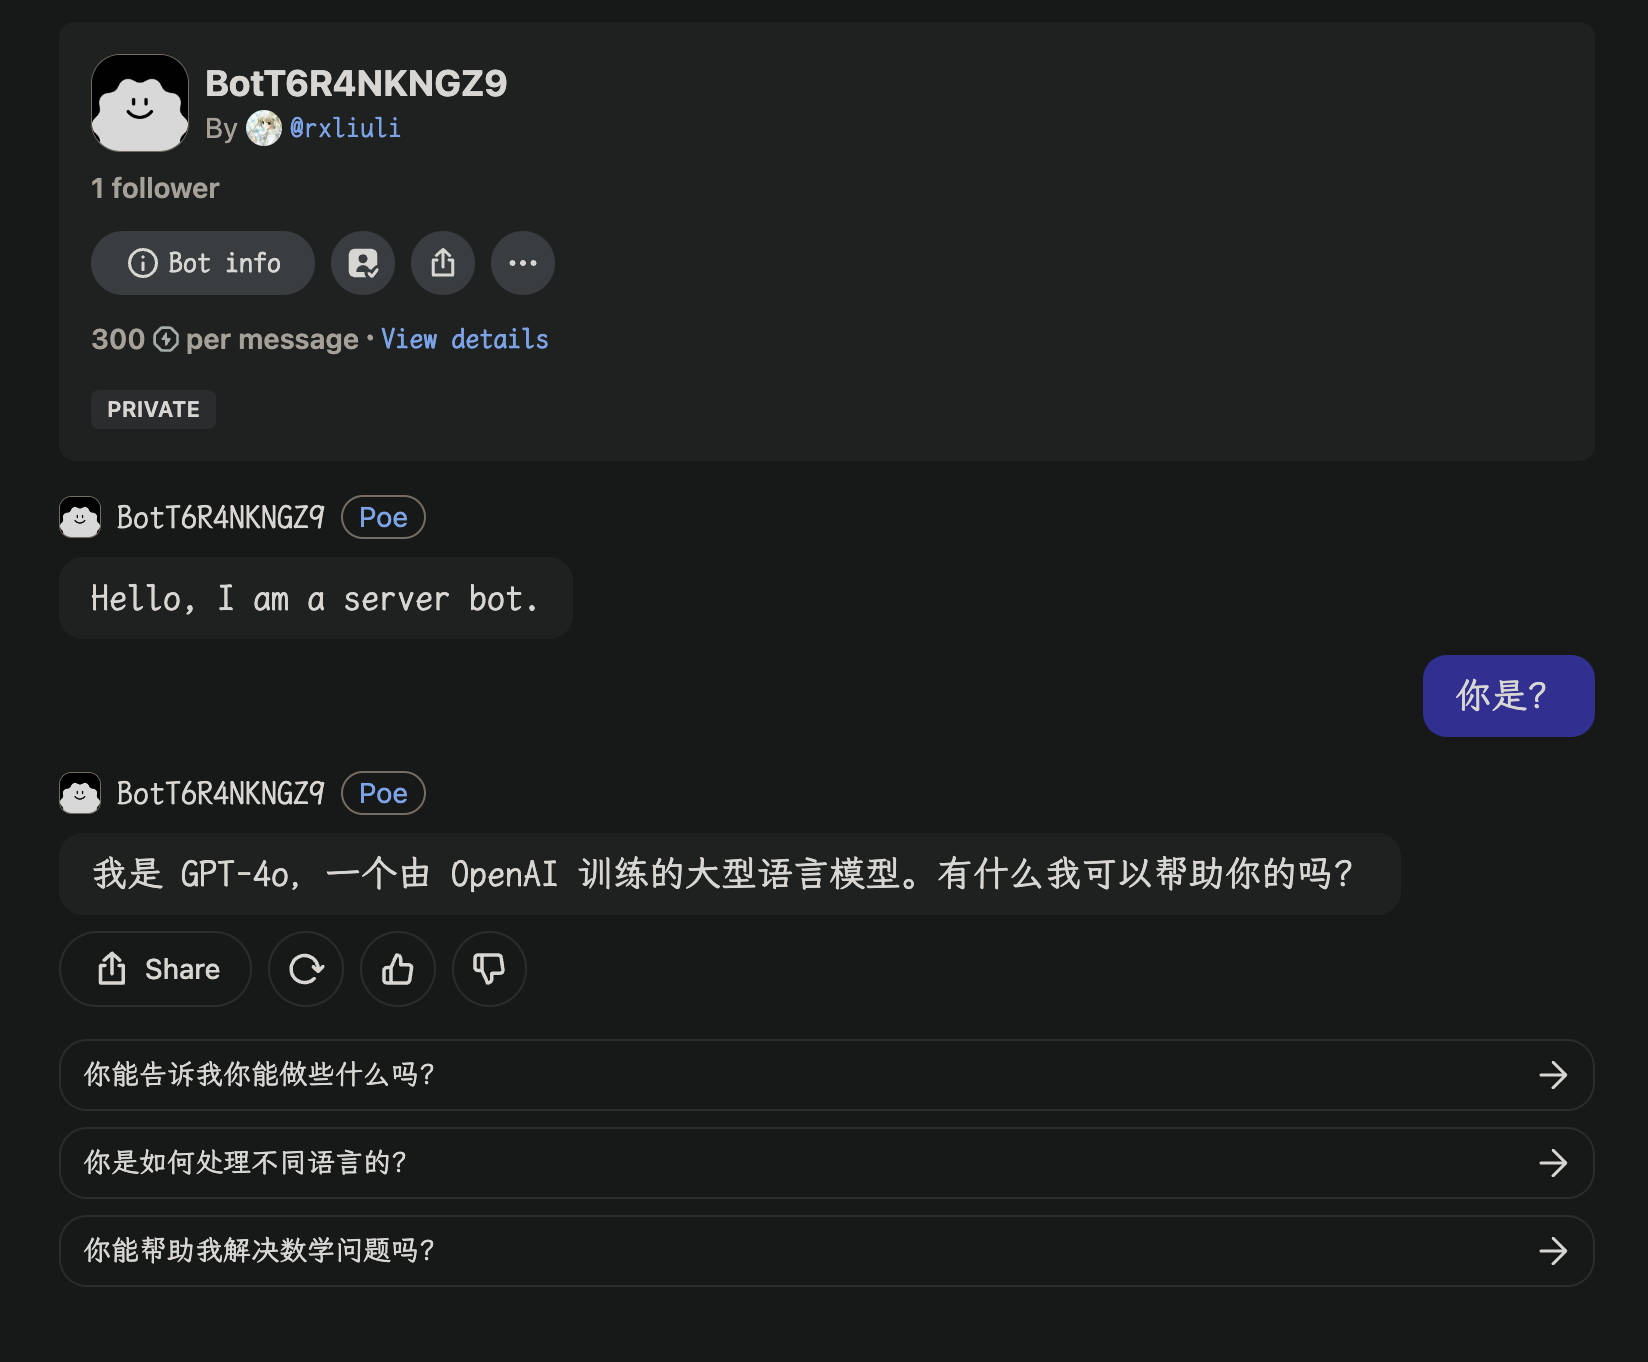 BotT6R4NKNGZ9
By @rxliuli
1 follower
Bot info
300 per message · View details
PRIVATE
BotT6R4NKNGZ9 Poe
Hello, I am a server bot.
你是？
BotT6R4NKNGZ9 Poe
我是 GPT-4o, 一个由 OpenAI 训练的大型语言模型。有什么我可以帮助你的吗？
Share
你能告诉我你能做些什么吗？
你是如何处理不同语言的？
你能帮助我解决数学问题吗？